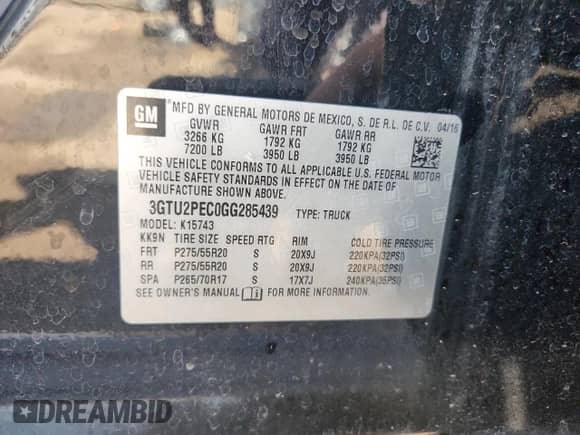 GM
MFD BY GENERAL MOTORS DE MEXICO, S. DE R.L. DE C.V. 04/16
GVWR GAWR FRT GAWR RR
3266 KG 1792 KG 1792 KG
7200 LB 3950 LB 3950 LB
THIS VEHICLE CONFORMS TO ALL APPLICABLE U.S. FEDERAL MOTOR
VEHICLE SAFETY STANDARDS IN EFFECT ON THE DATE OF
MANUFACTURE SHOWN ABOVE.
3GTU2PEC0GG285439 TYPE: TRUCK
MODEL: K15743
KK9N TIRE SIZE SPEED RTG RIM COLD TIRE PRESSURE
FRT P275/55R20 S 20X9J 220KPA(32PSI)
RR P275/55R20 S 20X9J 220KPA(32PSI)
SPA P265/70R17 S 17X7J 240KPA(35PSI)
SEE OWNER'S MANUAL FOR MORE INFORMATION.
DREAMBID